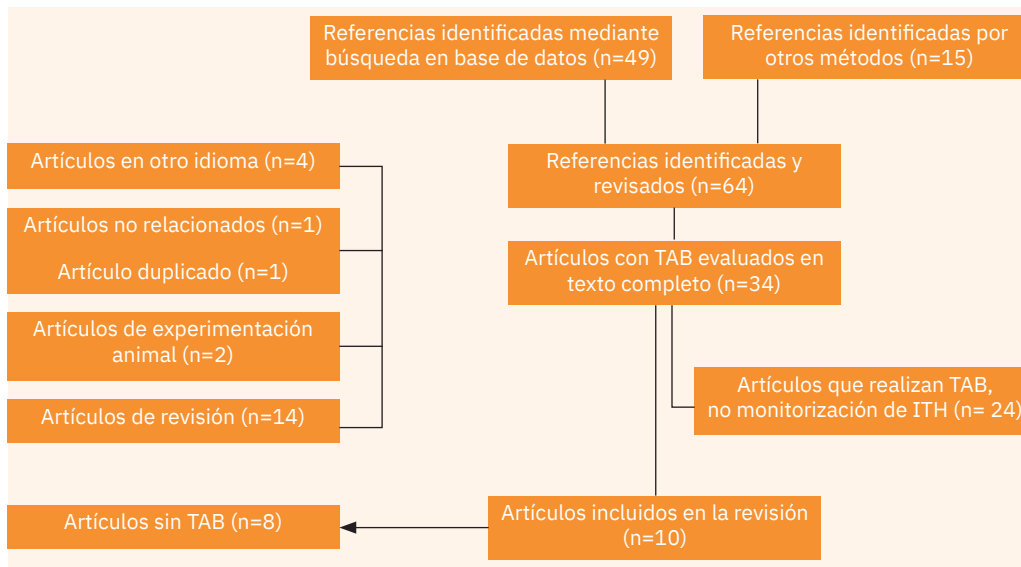 Referencias identificadas mediante
búsqueda en base de datos (n=49)
Referencias identificadas por
otros métodos (n=15)
Artículos en otro idioma (n=4)
Referencias identificadas y
revisados (n=64)
Artículos no relacionados (n=1)
Artículo duplicado (n=1)
Artículos con TAB evaluados en
texto completo (n=34)
Artículos de experimentación
animal (n=2)
Artículos que realizan TAB,
no monitorización de ITH (n= 24)
Artículos de revisión (n=14)
Artículos sin TAB (n=8)
Artículos incluidos en la revisión
(n=10)